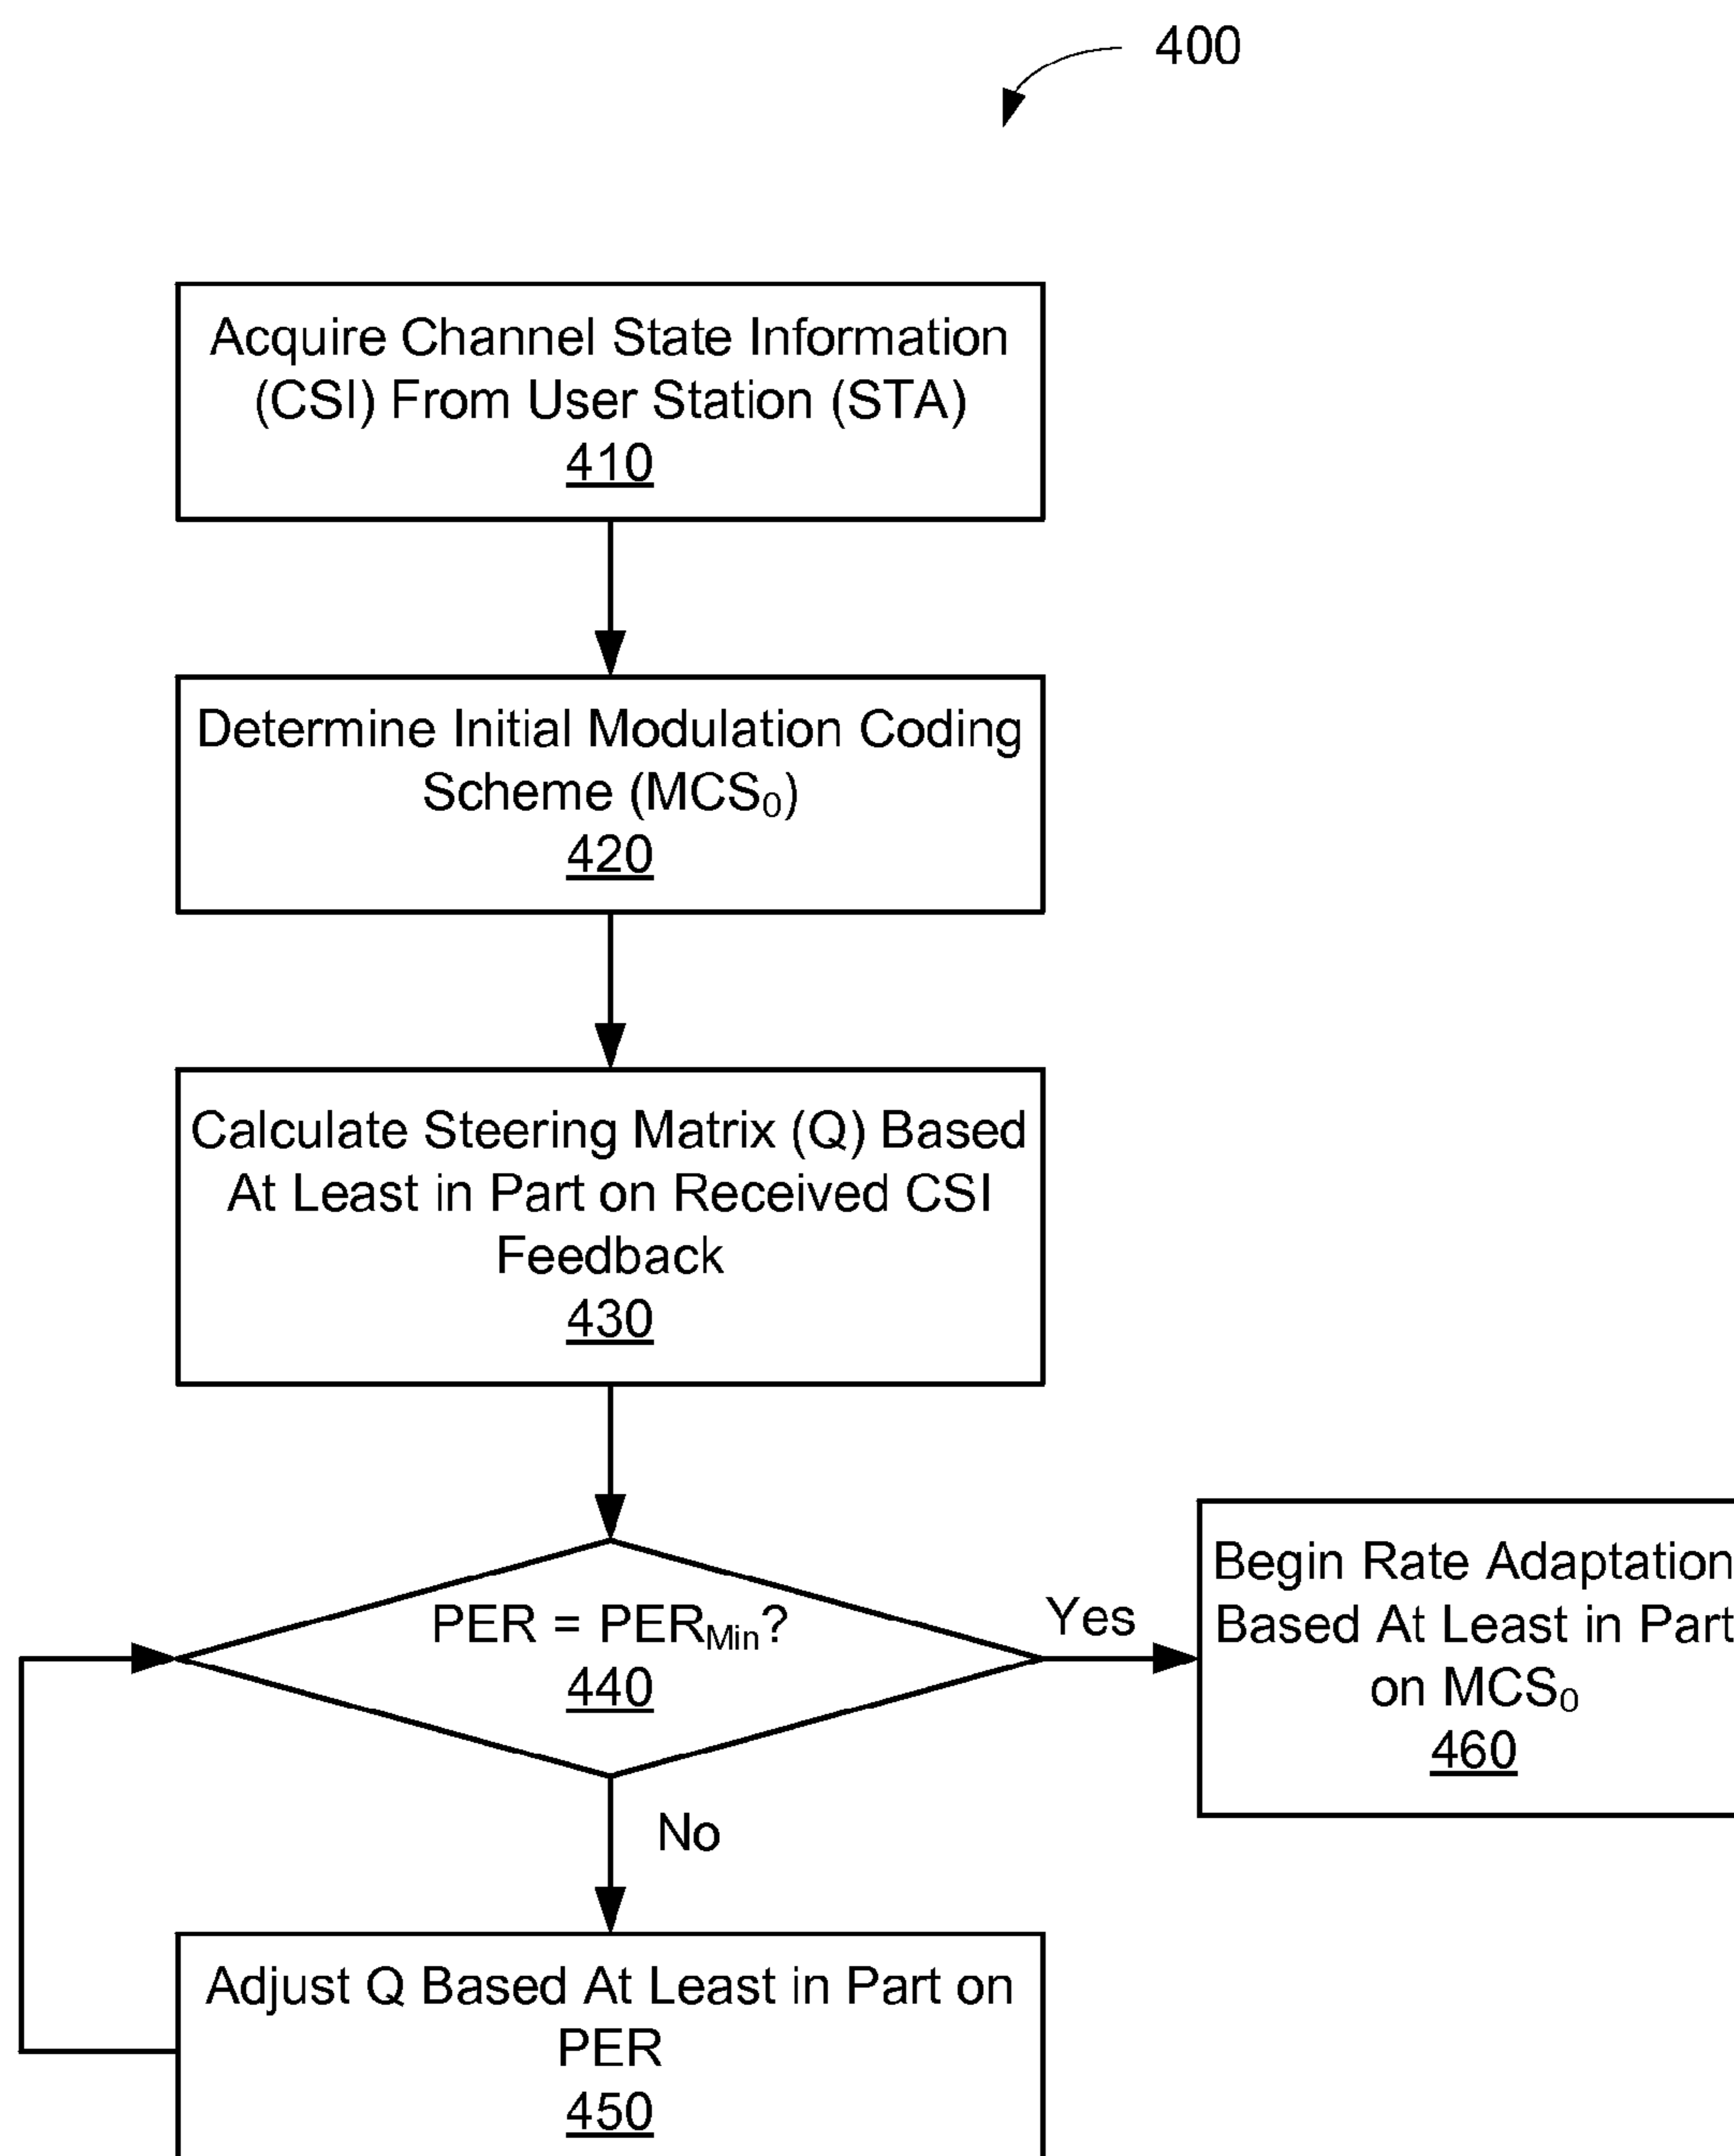 400
Acquire Channel State Information
(CSI) From User Station (STA)
410
Determine Initial Modulation Coding
Scheme (MCS₀)
420
Calculate Steering Matrix (Q) Based
At Least in Part on Received CSI
Feedback
430
PER = PER_Min?
440
Yes
Begin Rate Adaptation
Based At Least in Part
on MCS₀
460
No
Adjust Q Based At Least in Part on
PER
450